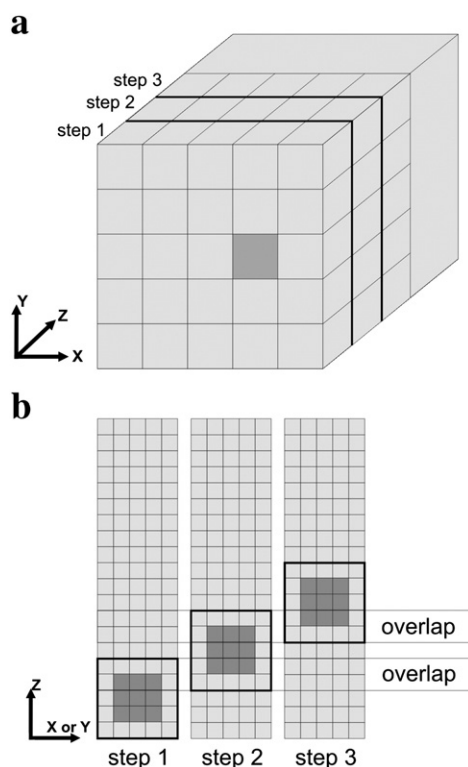 a
step 3
step 2
step 1
Y
Z
X
b
overlap
overlap
Z
X or Y
step 1 step 2 step 3